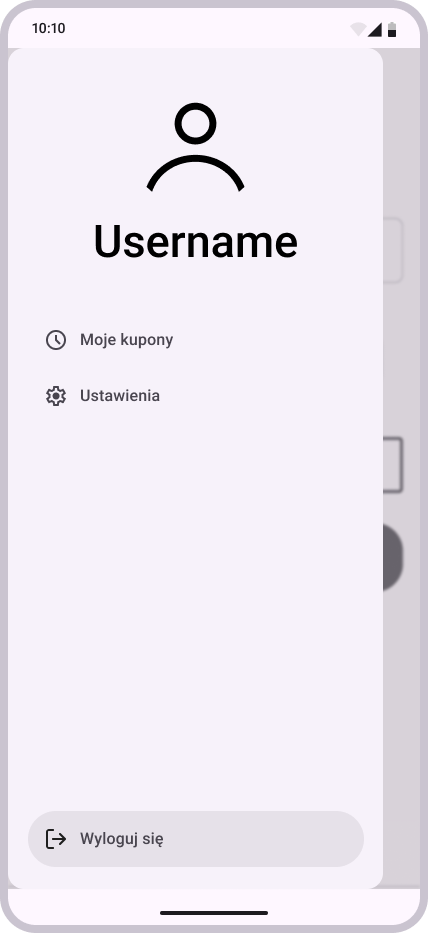 10:10
Username
Moje kupony
Ustawienia
Wyloguj się